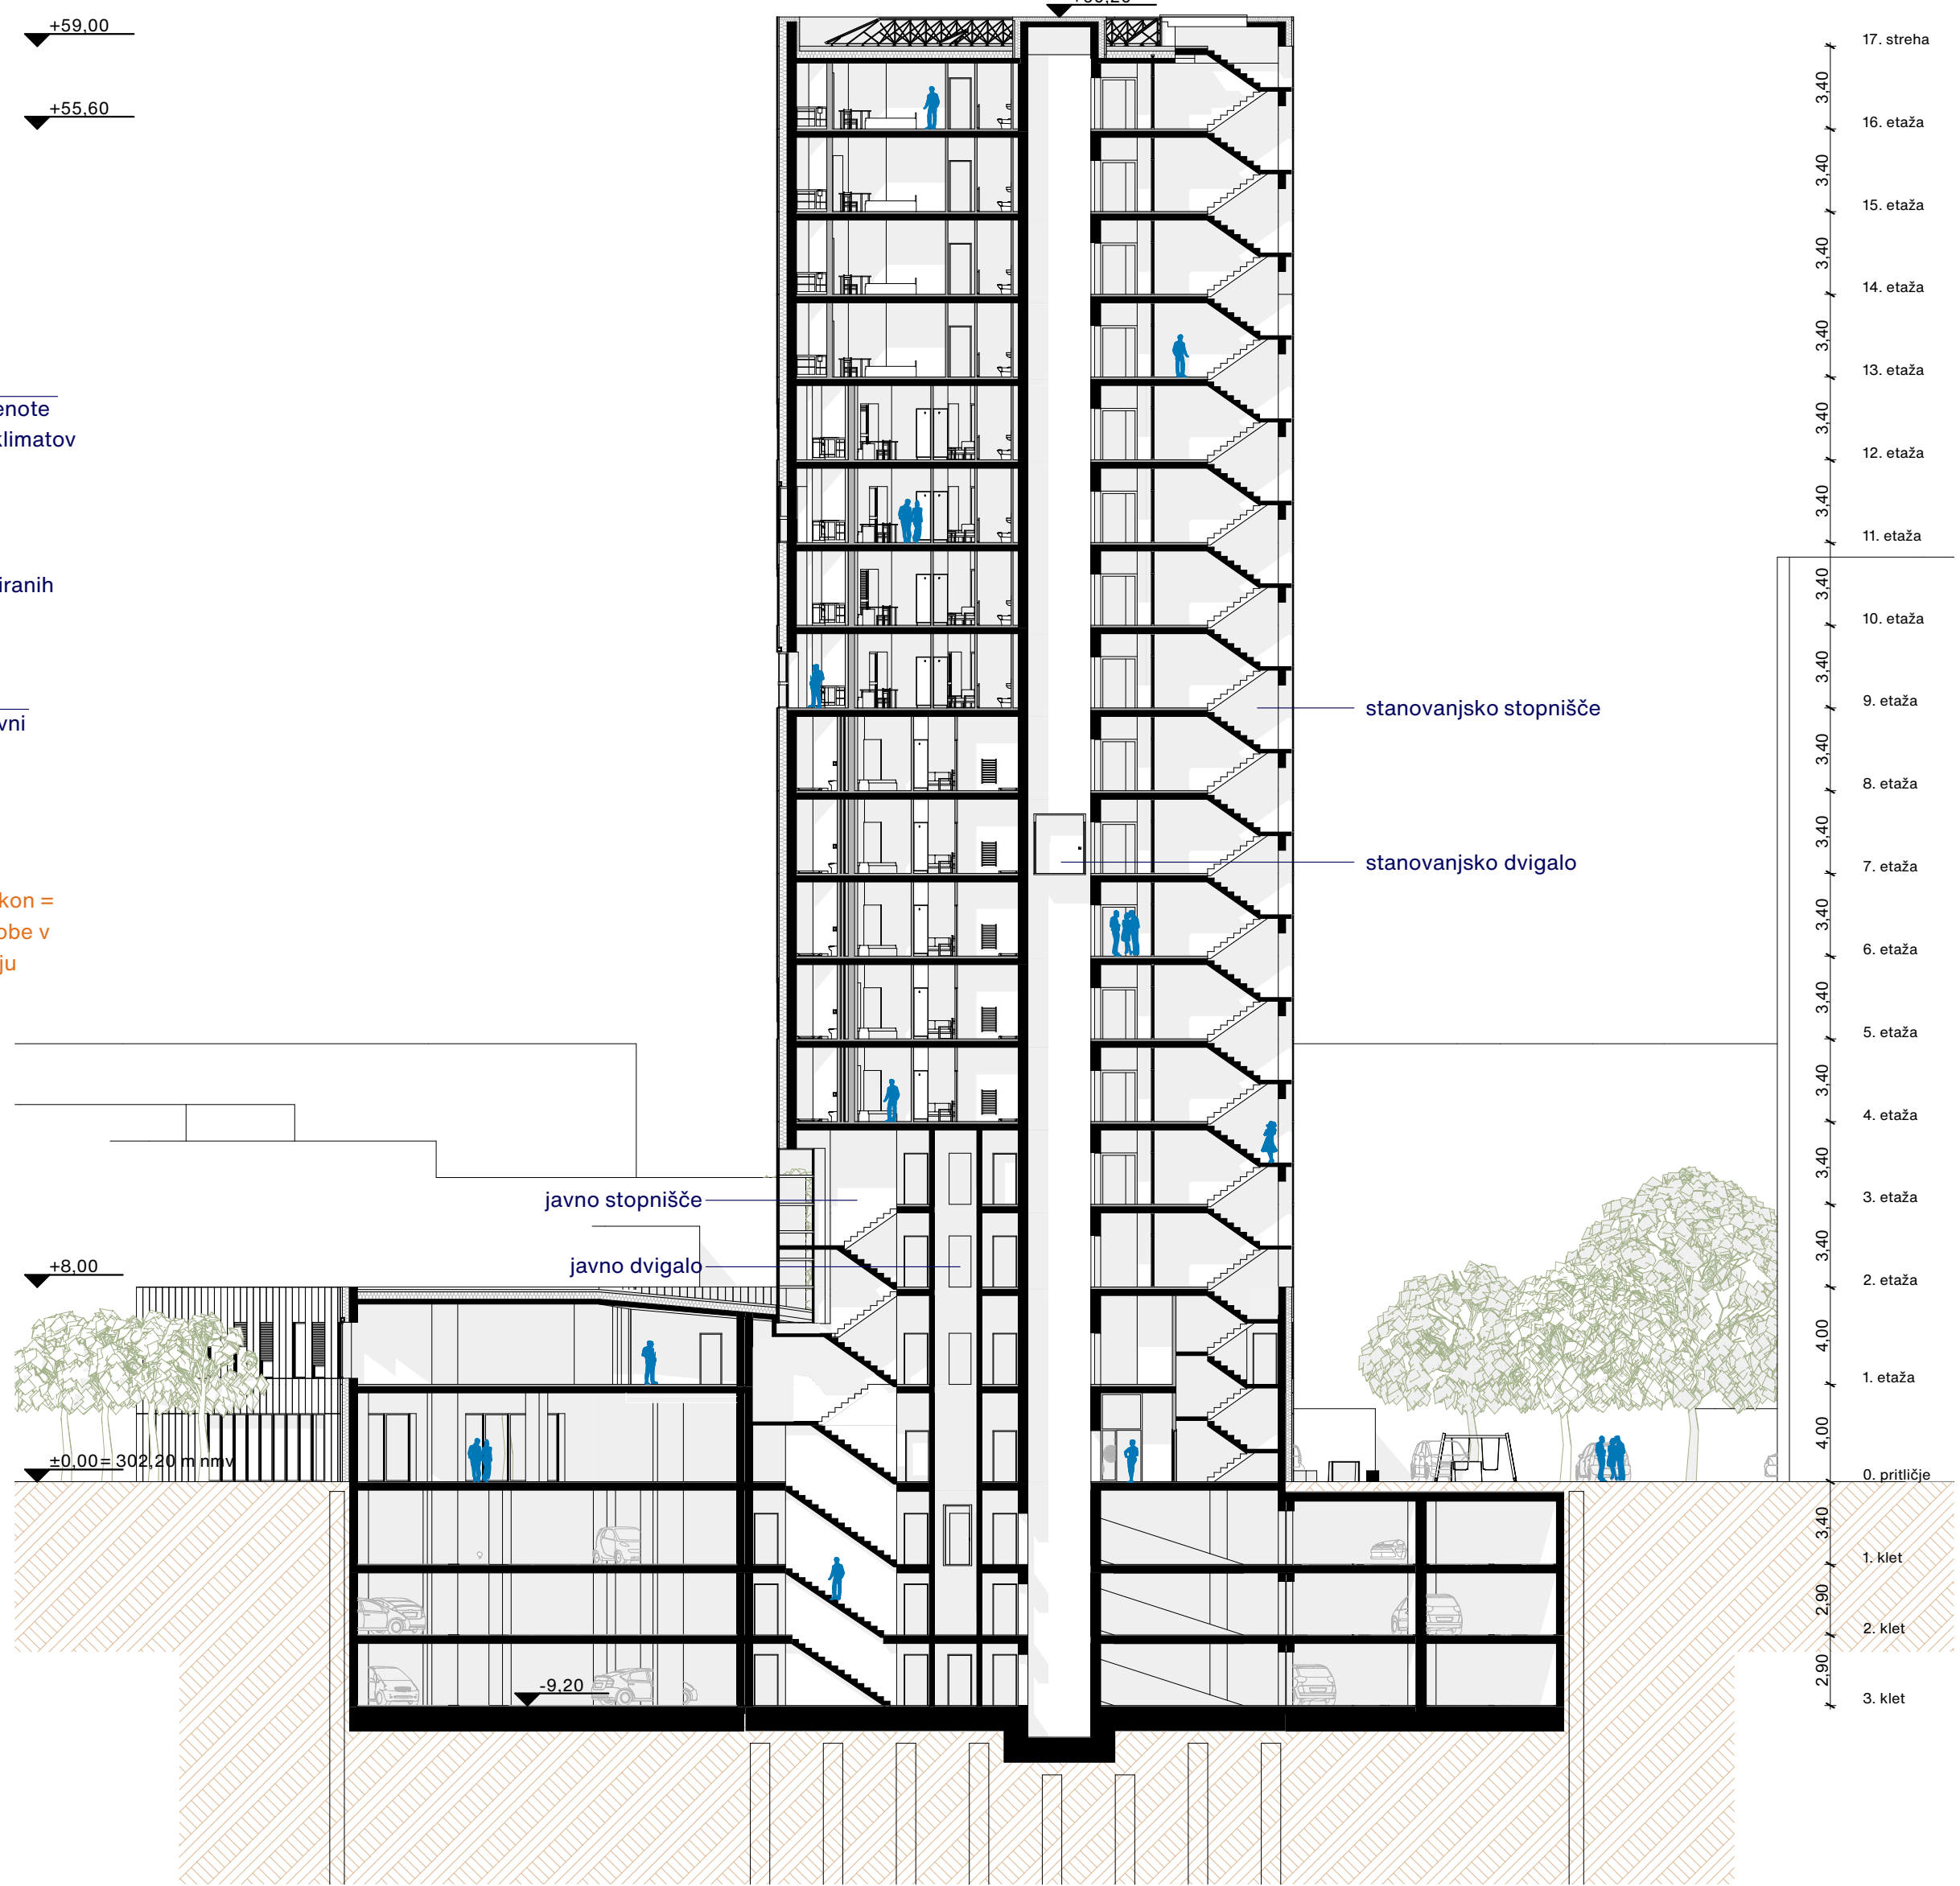 +59,00
+55,60
enote
klimatov
iranih
vni
kon =
obe v
ju
stanovanjsko stopnišče
stanovanjsko dvigalo
javno stopnišče
javno dvigalo
+8,00
±0,00= 302,20 m nmv
-9,20
17. streha
3,40
16. etaža
3,40
15. etaža
3,40
14. etaža
3,40
13. etaža
3,40
12. etaža
3,40
11. etaža
3,40
10. etaža
3,40
9. etaža
3,40
8. etaža
3,40
7. etaža
3,40
6. etaža
3,40
5. etaža
3,40
4. etaža
3,40
3. etaža
3,40
2. etaža
4,00
1. etaža
4,00
0. pritličje
3,40
1. klet
2,90
2. klet
2,90
3. klet